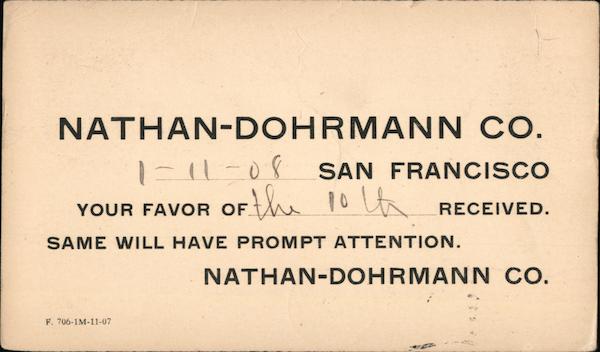 NATHAN-DOHRMANN CO.
1-11-08 SAN FRANCISCO
YOUR FAVOR OF the 10th RECEIVED.
SAME WILL HAVE PROMPT ATTENTION.
NATHAN-DOHRMANN CO.
F. 706-1M-11-07